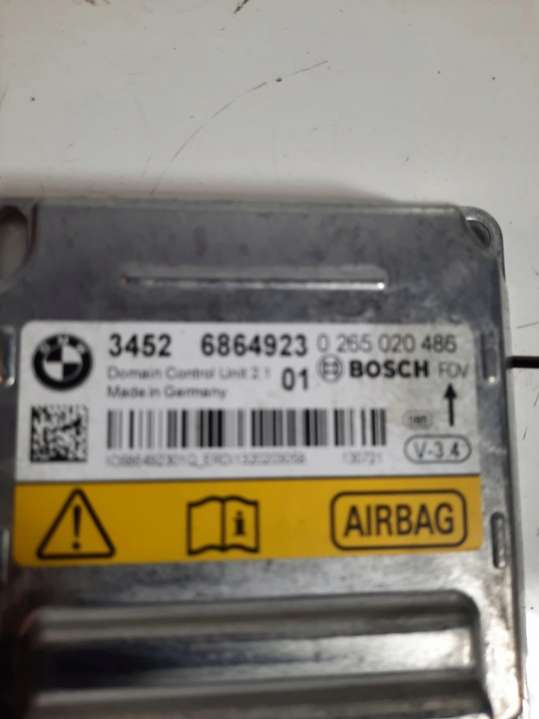 3452 6864923 0 265 020 486
Domain Control Unit 2.1 01 BOSCH FDV
Made in Germany
V-3.4
130721
AIRBAG